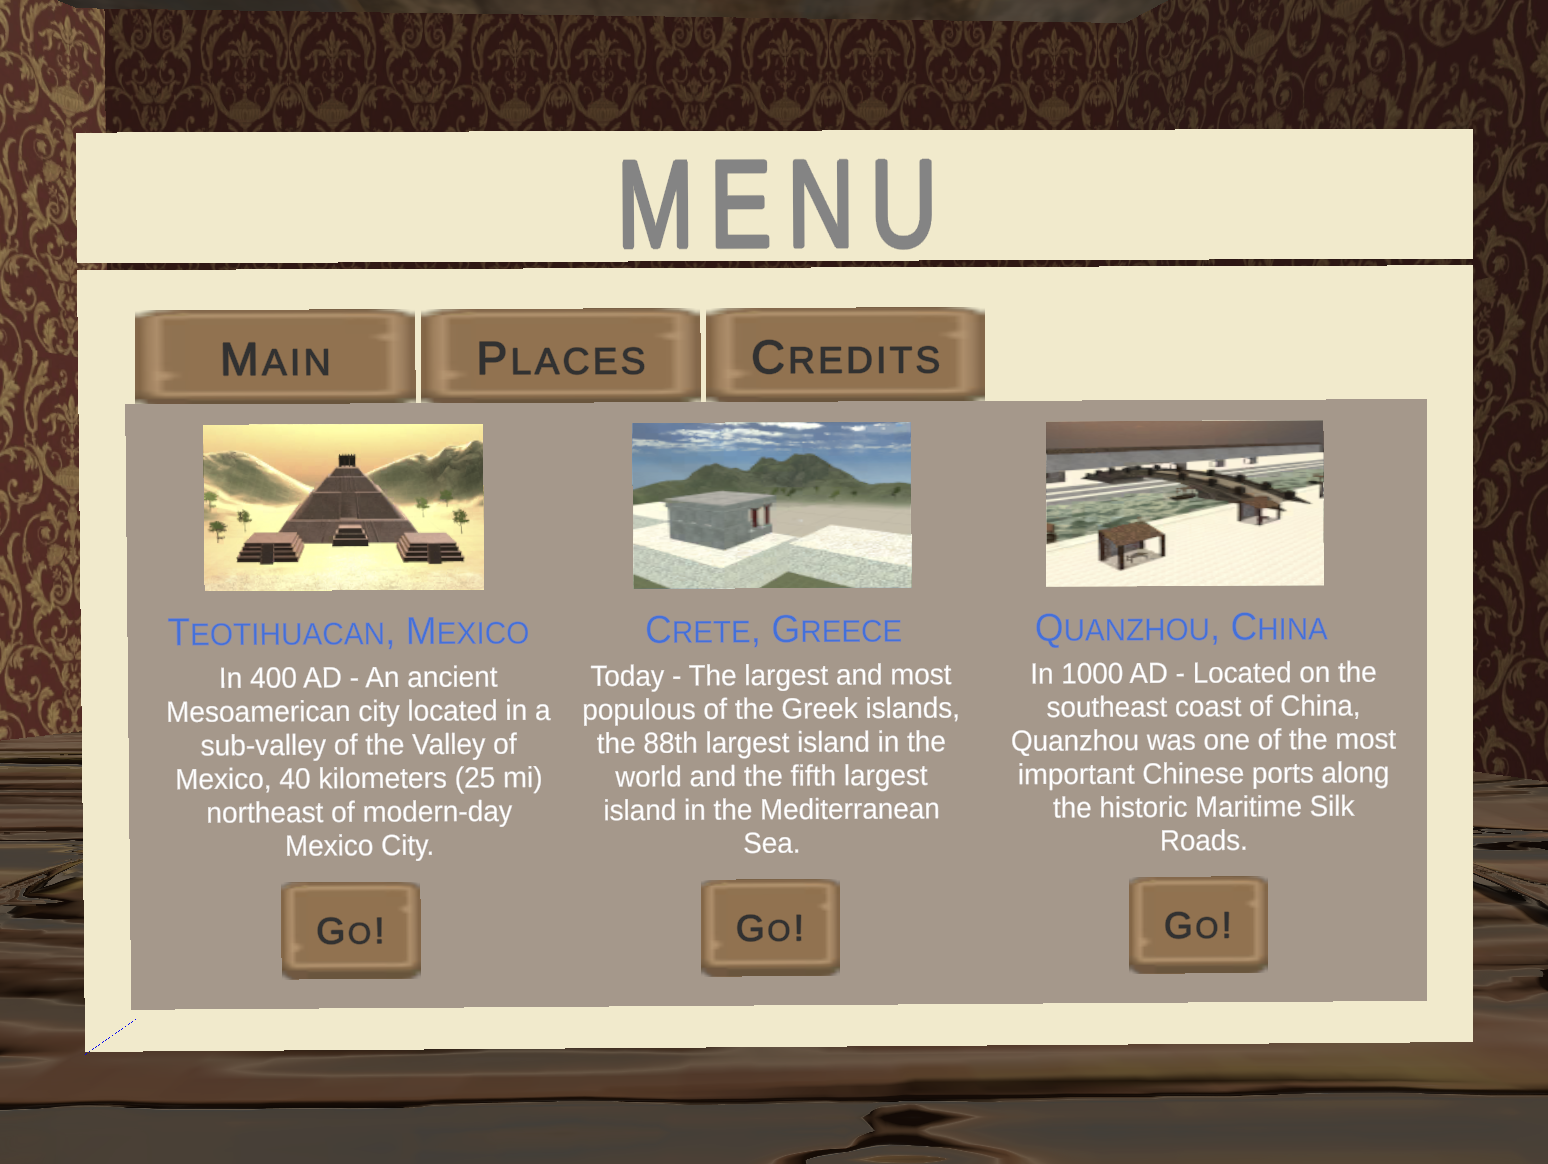 MENU
MAIN
PLACES
CREDITS
TEOTIHUACAN, MEXICO
In 400 AD - An ancient
Mesoamerican city located in a
sub-valley of the Valley of
Mexico, 40 kilometers (25 mi)
northeast of modern-day
Mexico City.
GO!
CRETE, GREECE
Today - The largest and most
populous of the Greek islands,
the 88th largest island in the
world and the fifth largest
island in the Mediterranean
Sea.
GO!
QUANZHOU, CHINA
In 1000 AD - Located on the
southeast coast of China,
Quanzhou was one of the most
important Chinese ports along
the historic Maritime Silk
Roads.
GO!